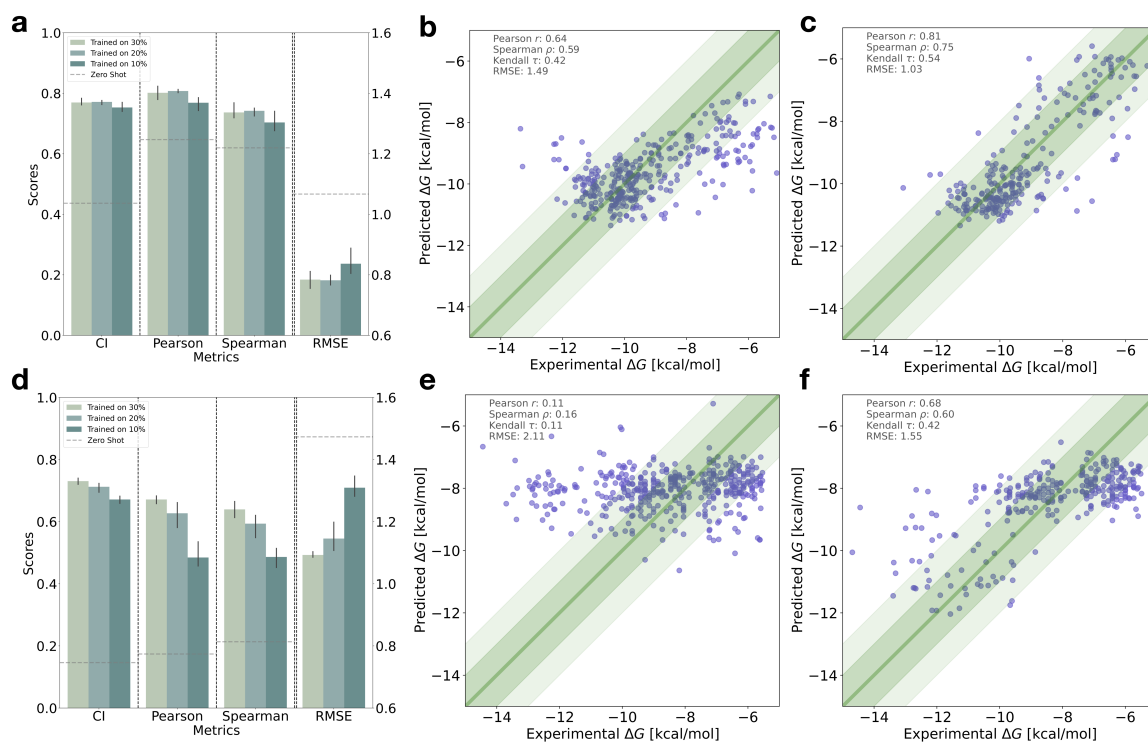 a
1.0
0.8
0.6
0.4
0.2
0.0
Scores
Trained on 30%
Trained on 20%
Trained on 10%
Zero Shot
1.6
1.4
1.2
1.0
0.8
0.6
CI
Pearson
Spearman
RMSE
Metrics
b
Pearson r: 0.64
Spearman ρ: 0.59
Kendall τ: 0.42
RMSE: 1.49
−6
−8
−10
−12
−14
Predicted ΔG [kcal/mol]
−14
−12
−10
−8
−6
Experimental ΔG [kcal/mol]
c
Pearson r: 0.81
Spearman ρ: 0.75
Kendall τ: 0.54
RMSE: 1.03
−6
−8
−10
−12
−14
Predicted ΔG [kcal/mol]
−14
−12
−10
−8
−6
Experimental ΔG [kcal/mol]
d
1.0
0.8
0.6
0.4
0.2
0.0
Scores
Trained on 30%
Trained on 20%
Trained on 10%
Zero Shot
1.6
1.4
1.2
1.0
0.8
0.6
CI
Pearson
Spearman
RMSE
Metrics
e
Pearson r: 0.11
Spearman ρ: 0.16
Kendall τ: 0.11
RMSE: 2.11
−6
−8
−10
−12
−14
Predicted ΔG [kcal/mol]
−14
−12
−10
−8
−6
Experimental ΔG [kcal/mol]
f
Pearson r: 0.68
Spearman ρ: 0.60
Kendall τ: 0.42
RMSE: 1.55
−6
−8
−10
−12
−14
Predicted ΔG [kcal/mol]
−14
−12
−10
−8
−6
Experimental ΔG [kcal/mol]